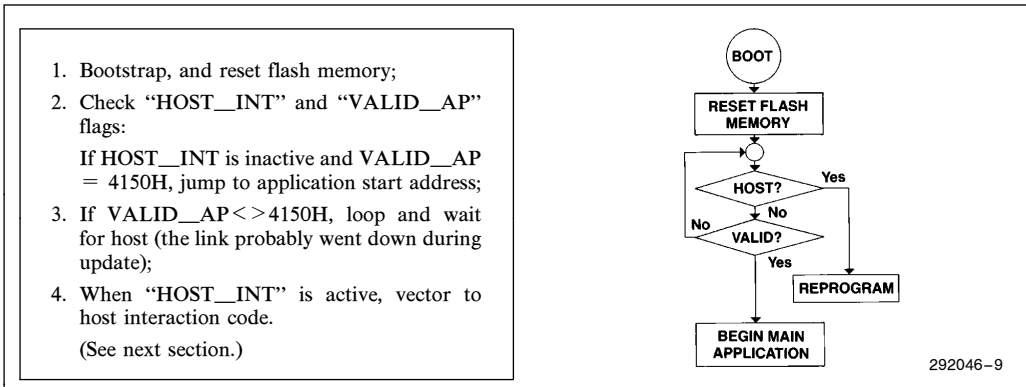 1. Bootstrap, and reset flash memory;
2. Check “HOST__INT” and “VALID__AP”
flags:
If HOST__INT is inactive and VALID__AP
= 4150H, jump to application start address;
3. If VALID__AP<>4150H, loop and wait
for host (the link probably went down during
update);
4. When “HOST__INT” is active, vector to
host interaction code.
(See next section.)
BOOT
RESET FLASH
MEMORY
HOST?
Yes
No
VALID?
No
Yes
REPROGRAM
BEGIN MAIN
APPLICATION
292046–9